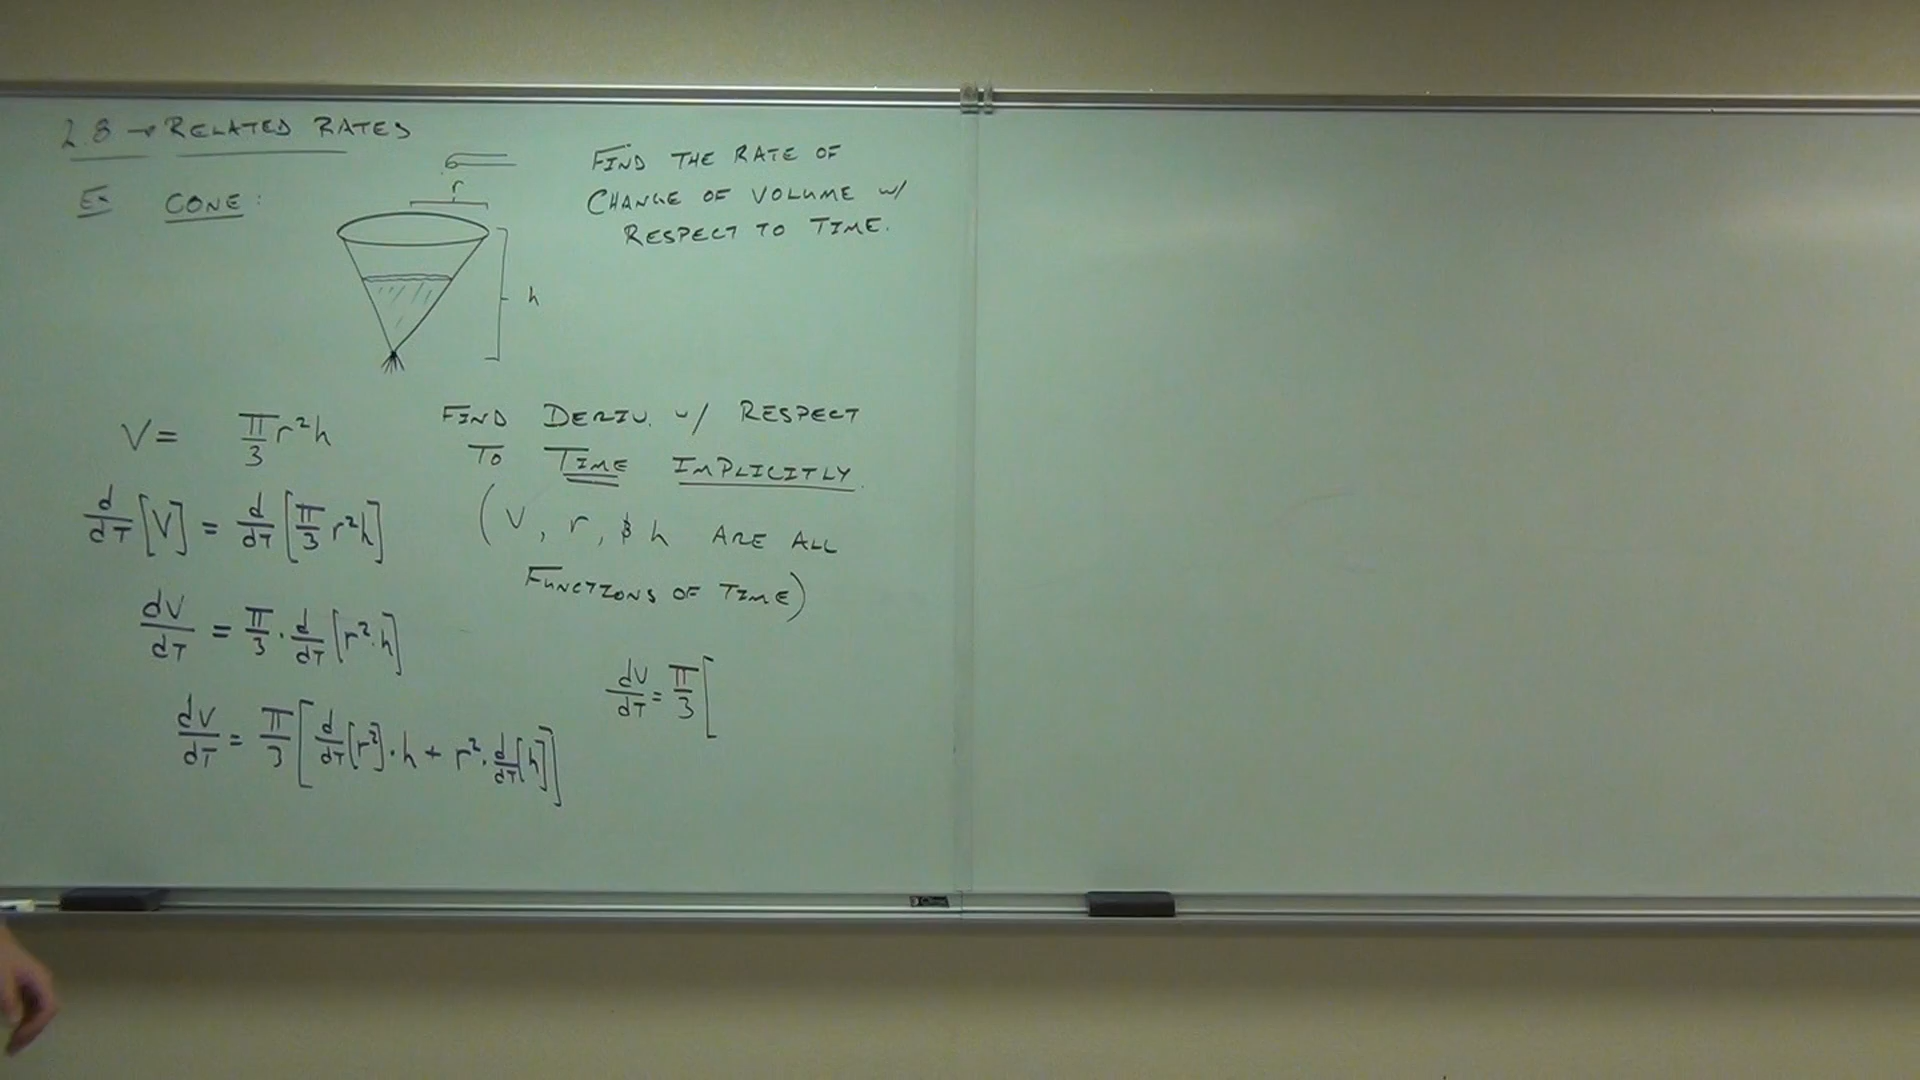 2.8 → RELATED RATES
Ex CONE:
r
h
FIND THE RATE OF
CHANGE OF VOLUME w/
RESPECT TO TIME.
V = π/3 r²h
d/dT [V] = d/dT [π/3 r²h]
dV/dT = π/3 · d/dT [r²·h]
dV/dT = π/3 [d/dT [r²]·h + r²·d/dT [h]]
FIND DERIV. w/ RESPECT
TO TIME IMPLICITLY.
(V, r, & h ARE ALL
FUNCTIONS OF TIME)
dV/dT = π/3 [